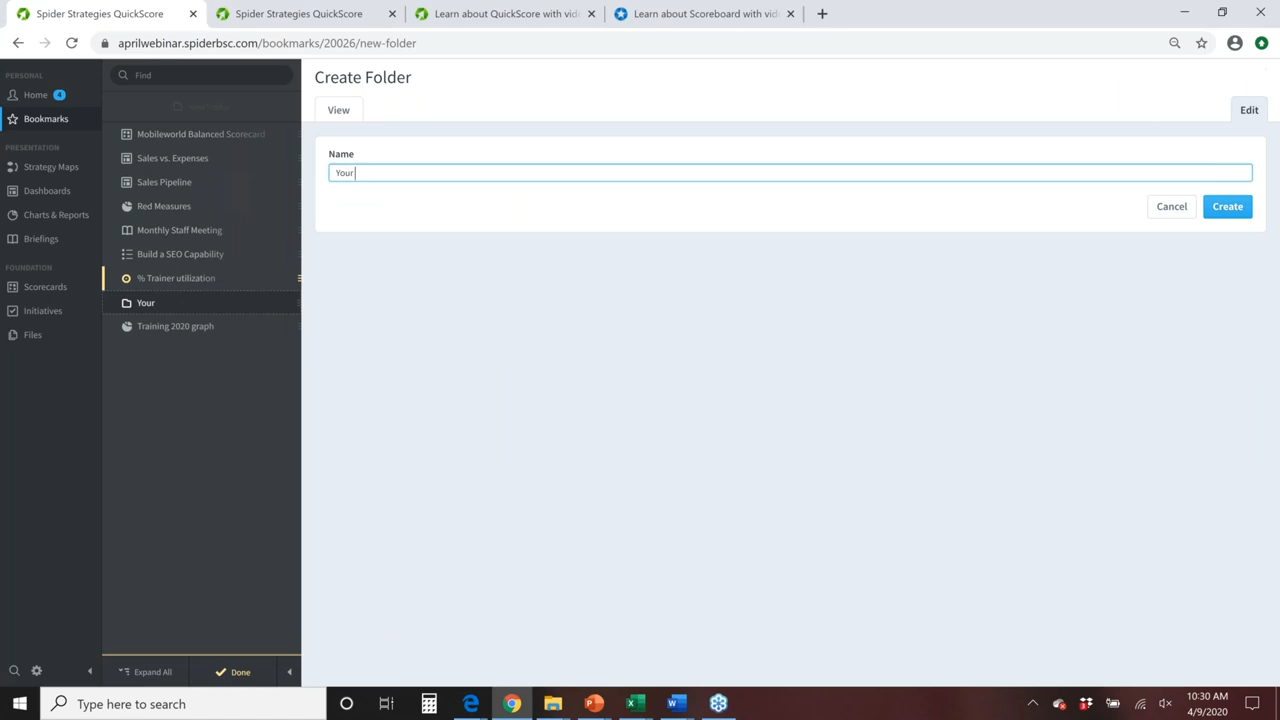 Spider Strategies QuickScore
Spider Strategies QuickScore
Learn about QuickScore with vide
Learn about Scoreboard with vid
aprilwebinar.spiderbsc.com/bookmarks/20026/new-folder
PERSONAL
Home 4
Bookmarks
PRESENTATION
Strategy Maps
Dashboards
Charts & Reports
Briefings
FOUNDATION
Scorecards
Initiatives
Files
Find
New Folder
Mobileworld Balanced Scorecard
Sales vs. Expenses
Sales Pipeline
Red Measures
Monthly Staff Meeting
Build a SEO Capability
% Trainer utilization
Your
Training 2020 graph
Expand All
Done
Create Folder
View
Edit
Name
Your
Cancel
Create
Type here to search
10:30 AM
4/9/2020